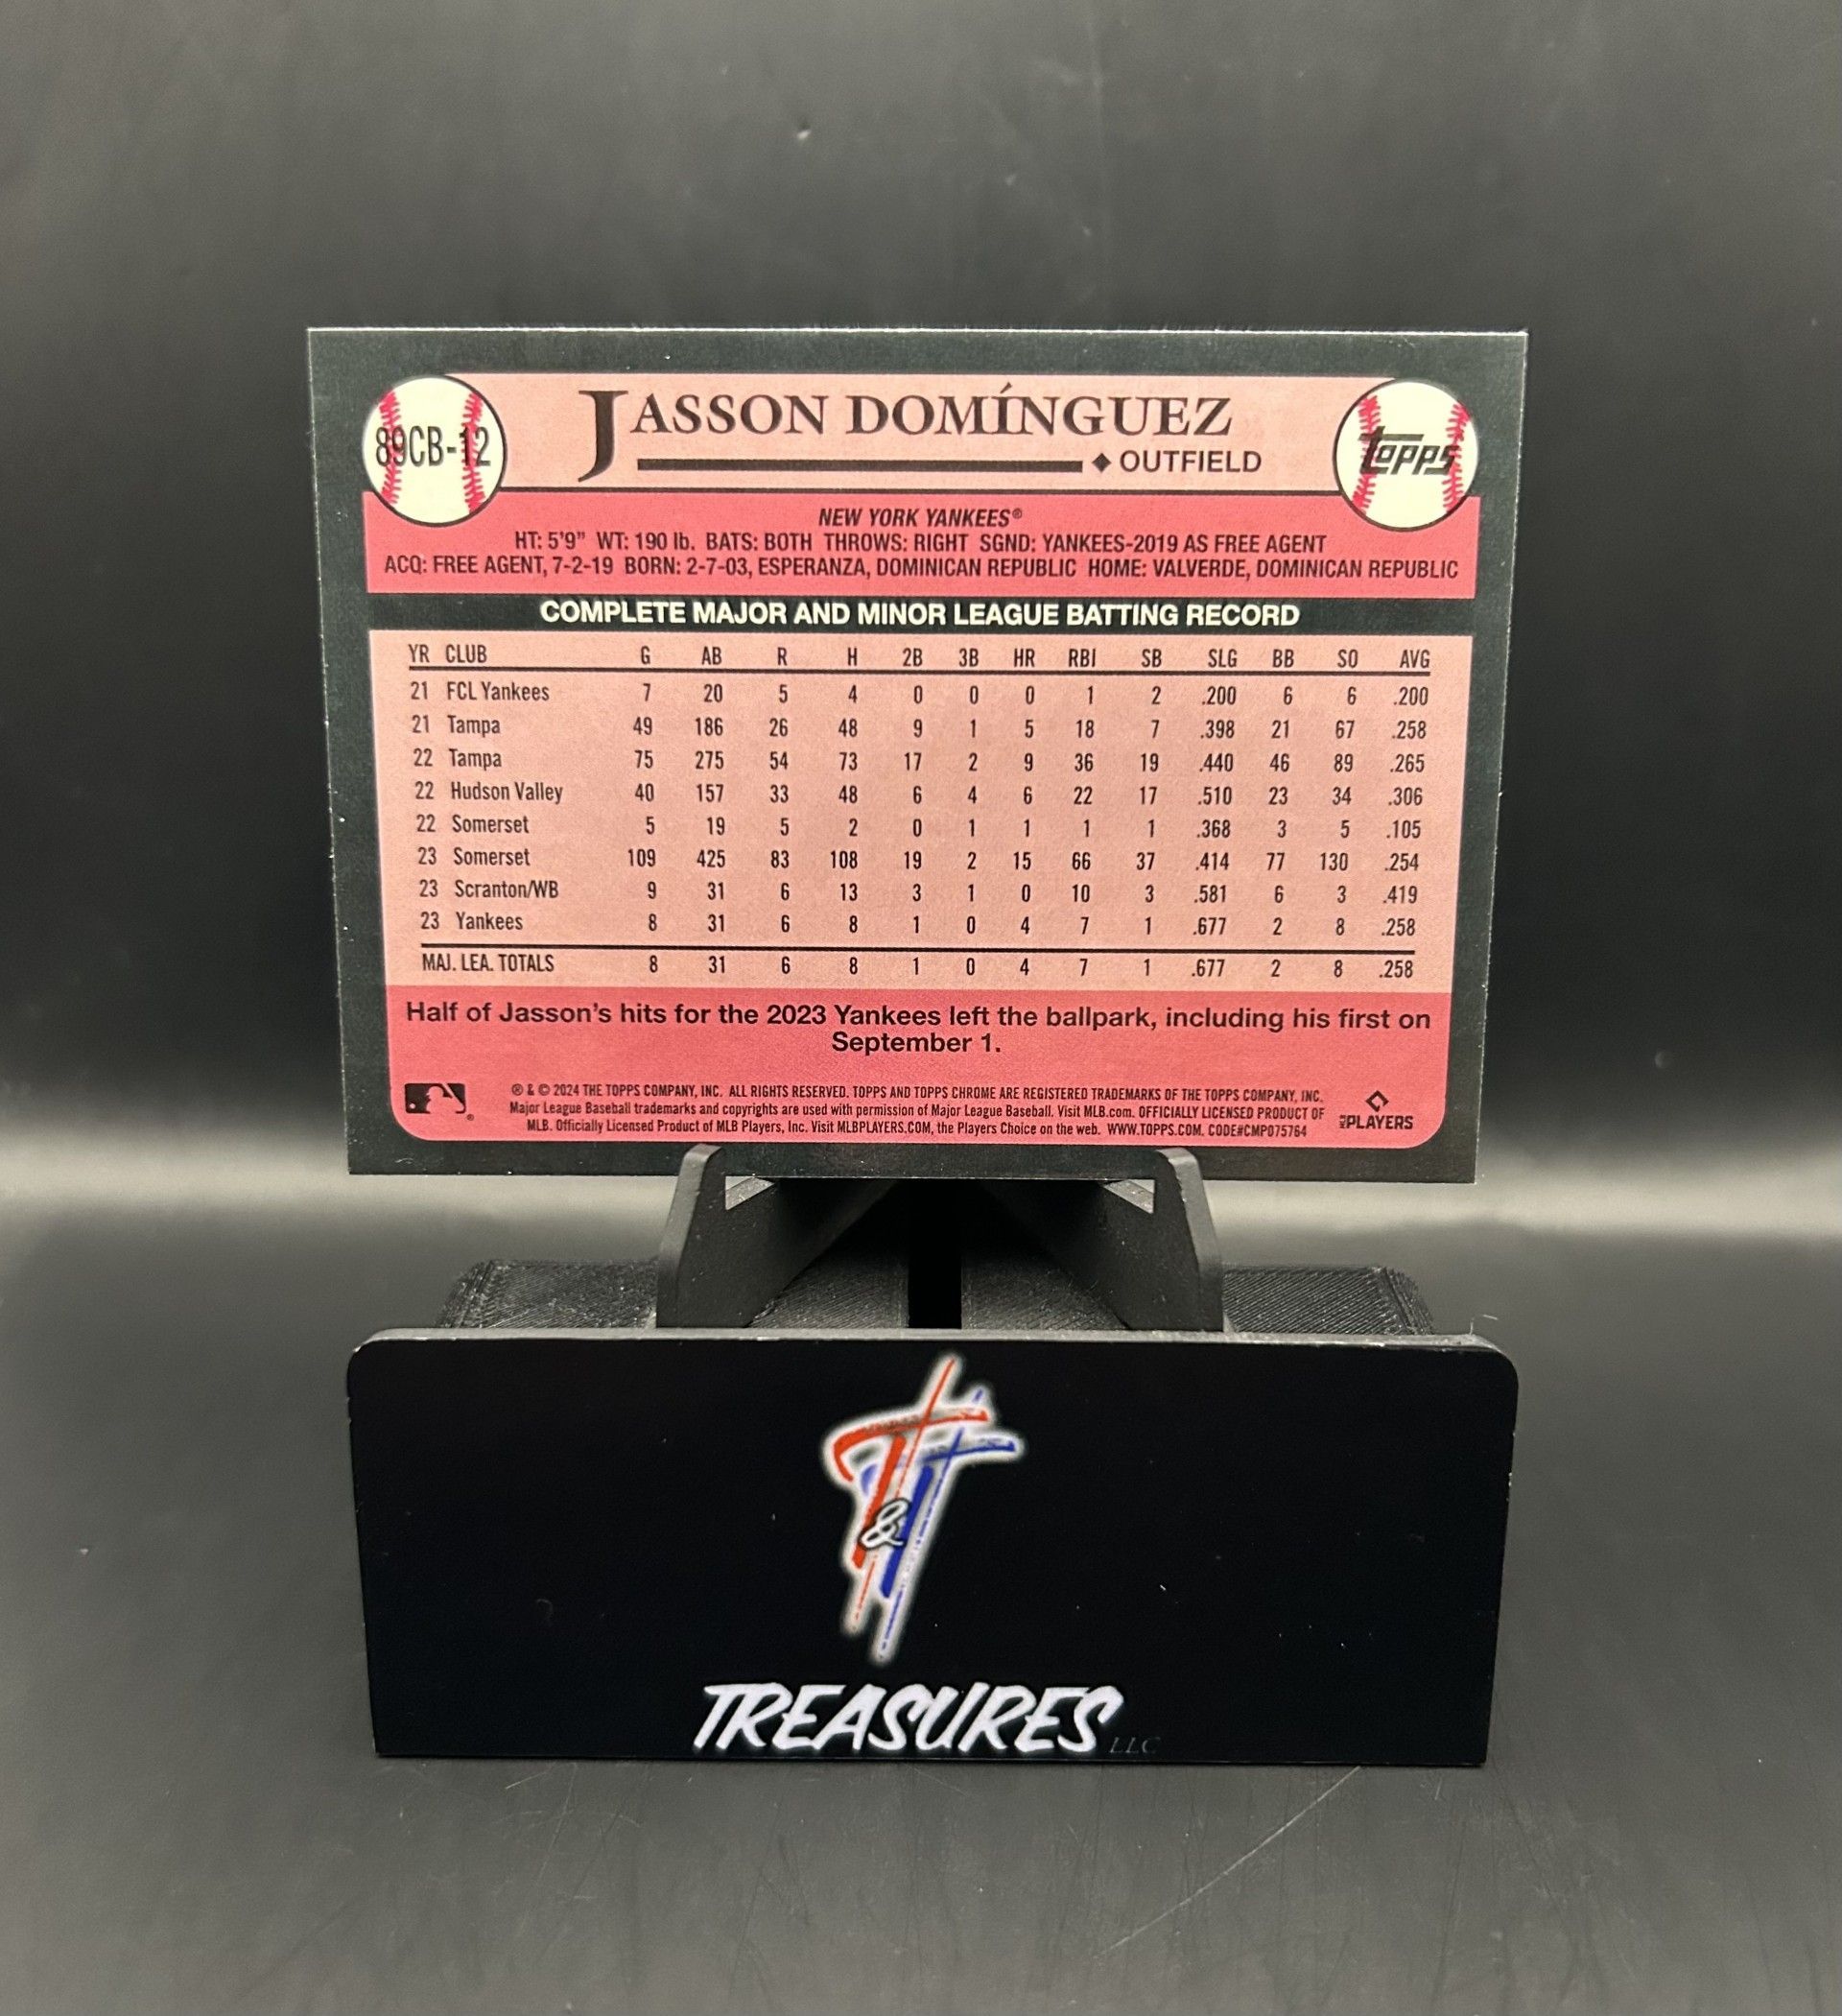 89CB-12
JASSON DOMÍNGUEZ
◆ OUTFIELD
topps
NEW YORK YANKEES®
HT: 5'9" WT: 190 lb. BATS: BOTH THROWS: RIGHT SGND: YANKEES-2019 AS FREE AGENT
ACQ: FREE AGENT, 7-2-19 BORN: 2-7-03, ESPERANZA, DOMINICAN REPUBLIC HOME: VALVERDE, DOMINICAN REPUBLIC
COMPLETE MAJOR AND MINOR LEAGUE BATTING RECORD
YR CLUB G AB R H 2B 3B HR RBI SB SLG BB SO AVG
21 FCL Yankees 7 20 5 4 0 0 0 1 2 .200 6 6 .200
21 Tampa 49 186 26 48 9 1 5 18 7 .398 21 67 .258
22 Tampa 75 275 54 73 17 2 9 36 19 .440 46 89 .265
22 Hudson Valley 40 157 33 48 6 4 6 22 17 .510 23 34 .306
22 Somerset 5 19 5 2 0 1 1 1 1 .368 3 5 .105
23 Somerset 109 425 83 108 19 2 15 66 37 .414 77 130 .254
23 Scranton/WB 9 31 6 13 3 1 0 10 3 .581 6 3 .419
23 Yankees 8 31 6 8 1 0 4 7 1 .677 2 8 .258
MAJ. LEA. TOTALS 8 31 6 8 1 0 4 7 1 .677 2 8 .258
Half of Jasson's hits for the 2023 Yankees left the ballpark, including his first on
September 1.
® & © 2024 THE TOPPS COMPANY, INC. ALL RIGHTS RESERVED. TOPPS AND TOPPS CHROME ARE REGISTERED TRADEMARKS OF THE TOPPS COMPANY, INC.
Major League Baseball trademarks and copyrights are used with permission of Major League Baseball. Visit MLB.com. OFFICIALLY LICENSED PRODUCT OF
MLB. Officially Licensed Product of MLB Players, Inc. Visit MLBPLAYERS.COM, the Players Choice on the web. WWW.TOPPS.COM. CODE#CMP075764
MLB PLAYERS
T&T
TREASURES LLC